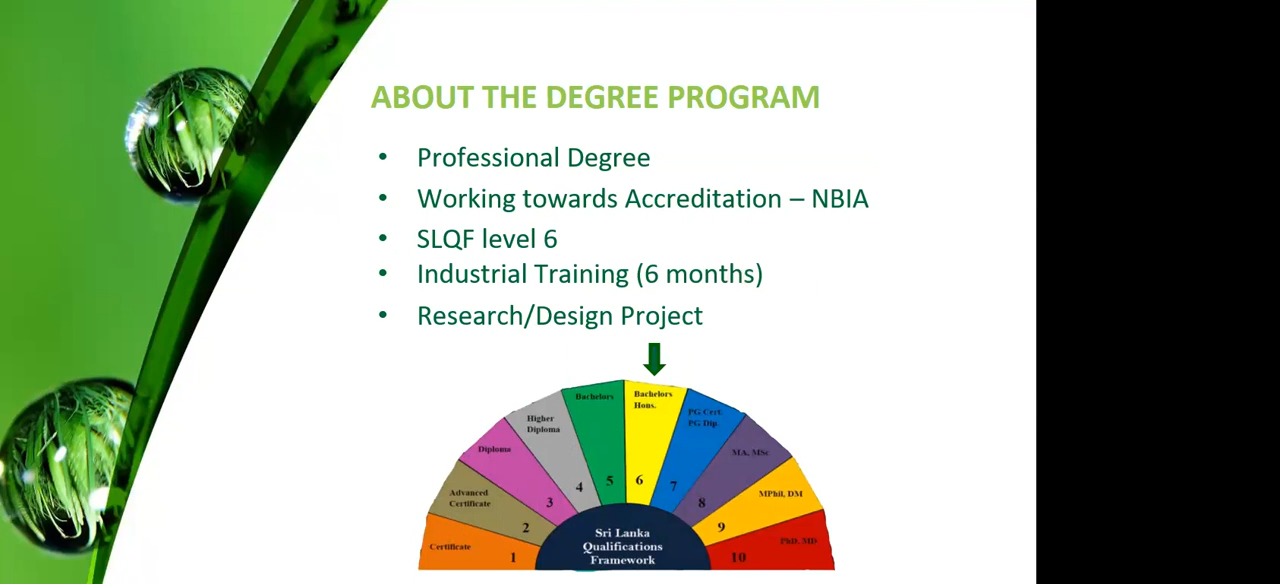 ABOUT THE DEGREE PROGRAM
• Professional Degree
• Working towards Accreditation – NBIA
• SLQF level 6
• Industrial Training (6 months)
• Research/Design Project
Certificate
1
Advanced
Certificate
2
Diploma
3
Higher
Diploma
4
Bachelors
5
Bachelors
Hons.
6
PG Cert.
PG Dip.
7
MA, MSc
8
MPhil, DM
9
PhD, MD
10
Sri Lanka
Qualifications
Framework